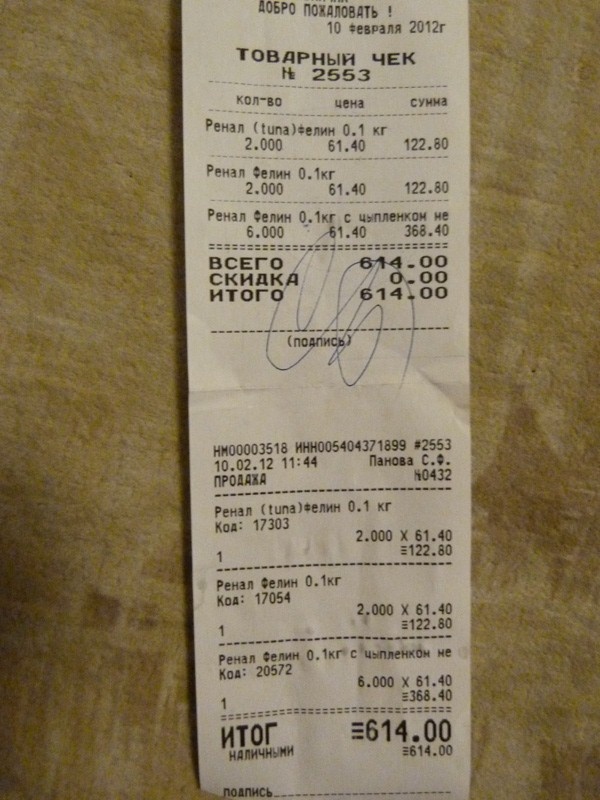 ДОБРО ПОЖАЛОВАТЬ !
10 февраля 2012г
ТОВАРНЫЙ ЧЕК
№ 2553
кол-во цена сумма
Ренал (tuna)Фелин 0.1 кг
2.000 61.40 122.80
Ренал Фелин 0.1кг
2.000 61.40 122.80
Ренал Фелин 0.1кг с цыпленком не
6.000 61.40 368.40
ВСЕГО 614.00
СКИДКА 0.00
ИТОГО 614.00
(подпись)
НМ00003518 ИНН005404371899 #2553
10.02.12 11:44 Панова С.Ф.
ПРОДАЖА №0432
Ренал (tuna)Фелин 0.1 кг
Код: 17303
2.000 X 61.40
1 ≡122.80
Ренал Фелин 0.1кг
Код: 17054
2.000 X 61.40
1 ≡122.80
Ренал Фелин 0.1кг с цыпленком не
Код: 20572
6.000 X 61.40
1 ≡368.40
ИТОГ ≡614.00
НАЛИЧНЫМИ ≡614.00
ПОДПИСЬ